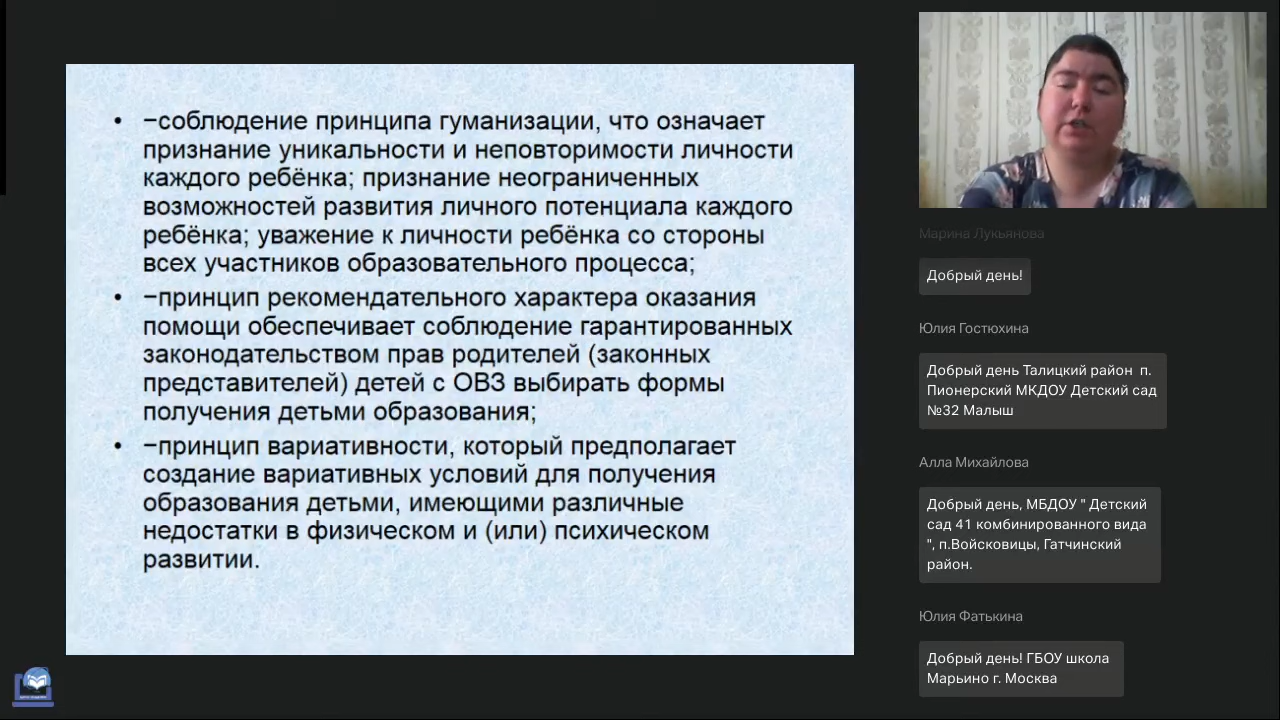 • −соблюдение принципа гуманизации, что означает
признание уникальности и неповторимости личности
каждого ребёнка; признание неограниченных
возможностей развития личного потенциала каждого
ребёнка; уважение к личности ребёнка со стороны
всех участников образовательного процесса;
• −принцип рекомендательного характера оказания
помощи обеспечивает соблюдение гарантированных
законодательством прав родителей (законных
представителей) детей с ОВЗ выбирать формы
получения детьми образования;
• −принцип вариативности, который предполагает
создание вариативных условий для получения
образования детьми, имеющими различные
недостатки в физическом и (или) психическом
развитии.
Марина Лукьянова
Добрый день!
Юлия Гостюхина
Добрый день Талицкий район п.
Пионерский МКДОУ Детский сад
№32 Малыш
Алла Михайлова
Добрый день, МБДОУ " Детский
сад 41 комбинированного вида
", п.Войсковицы, Гатчинский
район.
Юлия Фатькина
Добрый день! ГБОУ школа
Марьино г. Москва